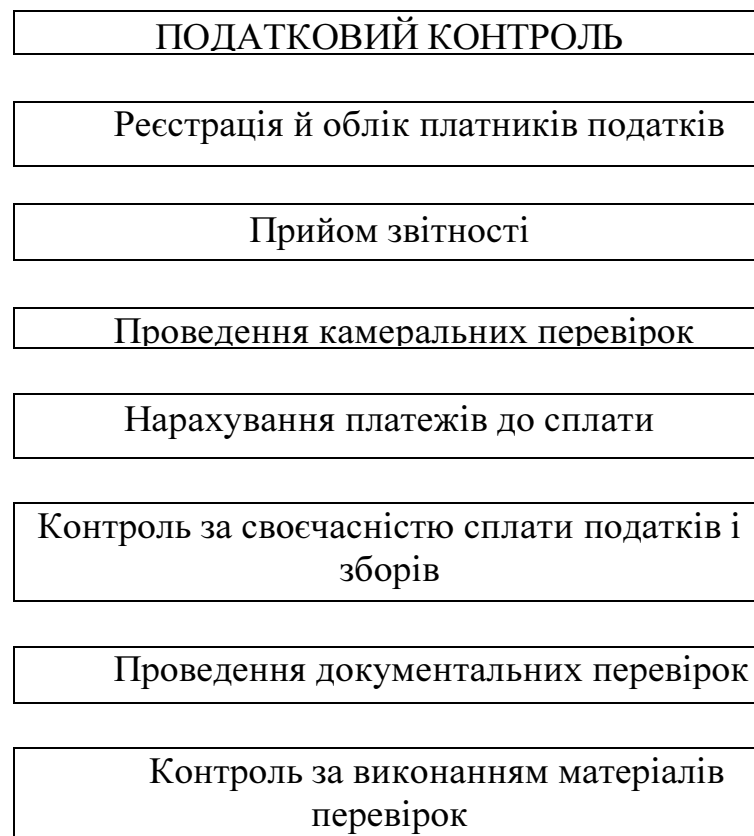 ПОДАТКОВИЙ КОНТРОЛЬ
Реєстрація й облік платників податків
Прийом звітності
Проведення камеральних перевірок
Нарахування платежів до сплати
Контроль за своєчасністю сплати податків і
зборів
Проведення документальних перевірок
Контроль за виконанням матеріалів
перевірок